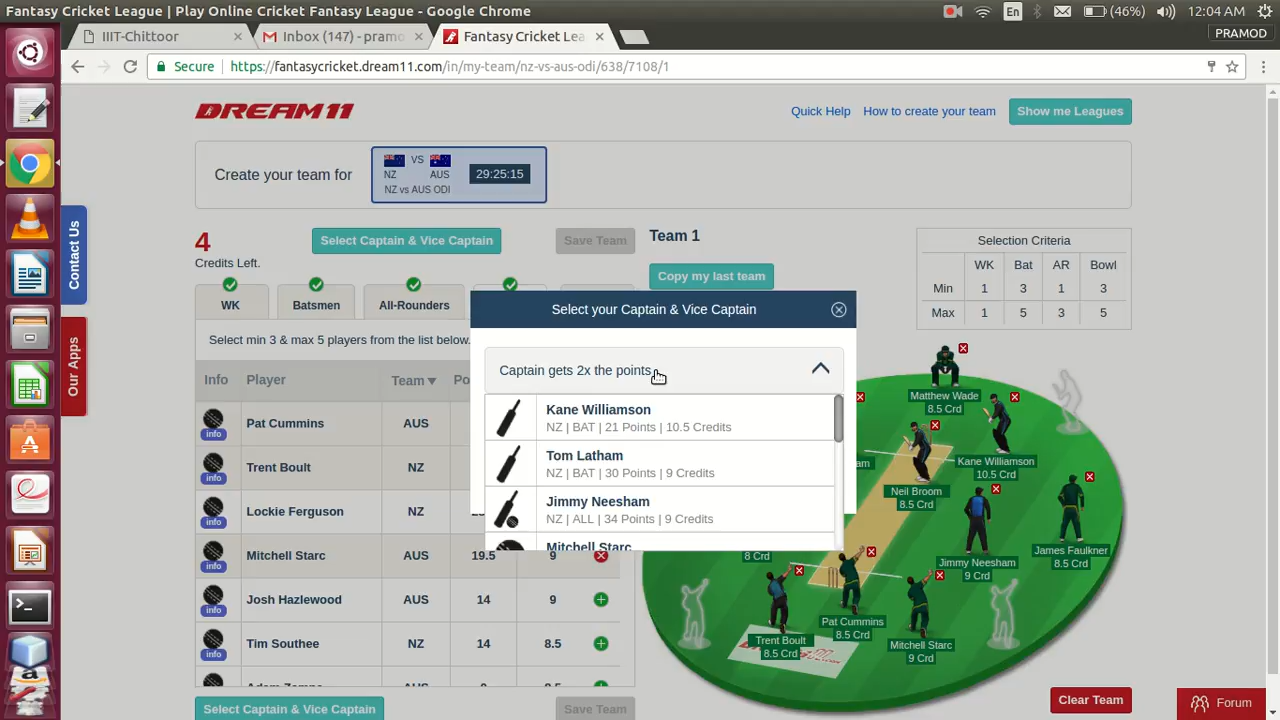 Fantasy Cricket League | Play Online Cricket Fantasy League - Google Chrome
En
(46%)
12:04 AM
IIIT-Chittoor
Inbox (147) - pramo
Fantasy Cricket Lea
PRAMOD
Secure
https://fantasycricket.dream11.com/in/my-team/nz-vs-aus-odi/638/7108/1
DREAM11
Quick Help
How to create your team
Show me Leagues
Create your team for
VS
NZ
AUS
NZ vs AUS ODI
29:25:15
Contact Us
Our Apps
4
Credits Left.
Select Captain & Vice Captain
Save Team
Team 1
Copy my last team
Selection Criteria
WK Bat AR Bowl
Min 1 3 1 3
Max 1 5 3 5
WK
Batsmen
All-Rounders
Select min 3 & max 5 players from the list below.
Info Player Team
info Pat Cummins AUS
info Trent Boult NZ
info Lockie Ferguson NZ
info Mitchell Starc AUS 19.5 9
info Josh Hazlewood AUS 14 9
info Tim Southee NZ 14 8.5
Select Captain & Vice Captain
Save Team
Select your Captain & Vice Captain
Captain gets 2x the points
Kane Williamson
NZ | BAT | 21 Points | 10.5 Credits
Tom Latham
NZ | BAT | 30 Points | 9 Credits
Jimmy Neesham
NZ | ALL | 34 Points | 9 Credits
Mitchell Starc
Matthew Wade
8.5 Crd
Kane Williamson
10.5 Crd
Neil Broom
8.5 Crd
James Faulkner
8.5 Crd
Jimmy Neesham
9 Crd
8 Crd
Pat Cummins
8.5 Crd
Trent Boult
8.5 Crd
Mitchell Starc
9 Crd
Clear Team
Forum